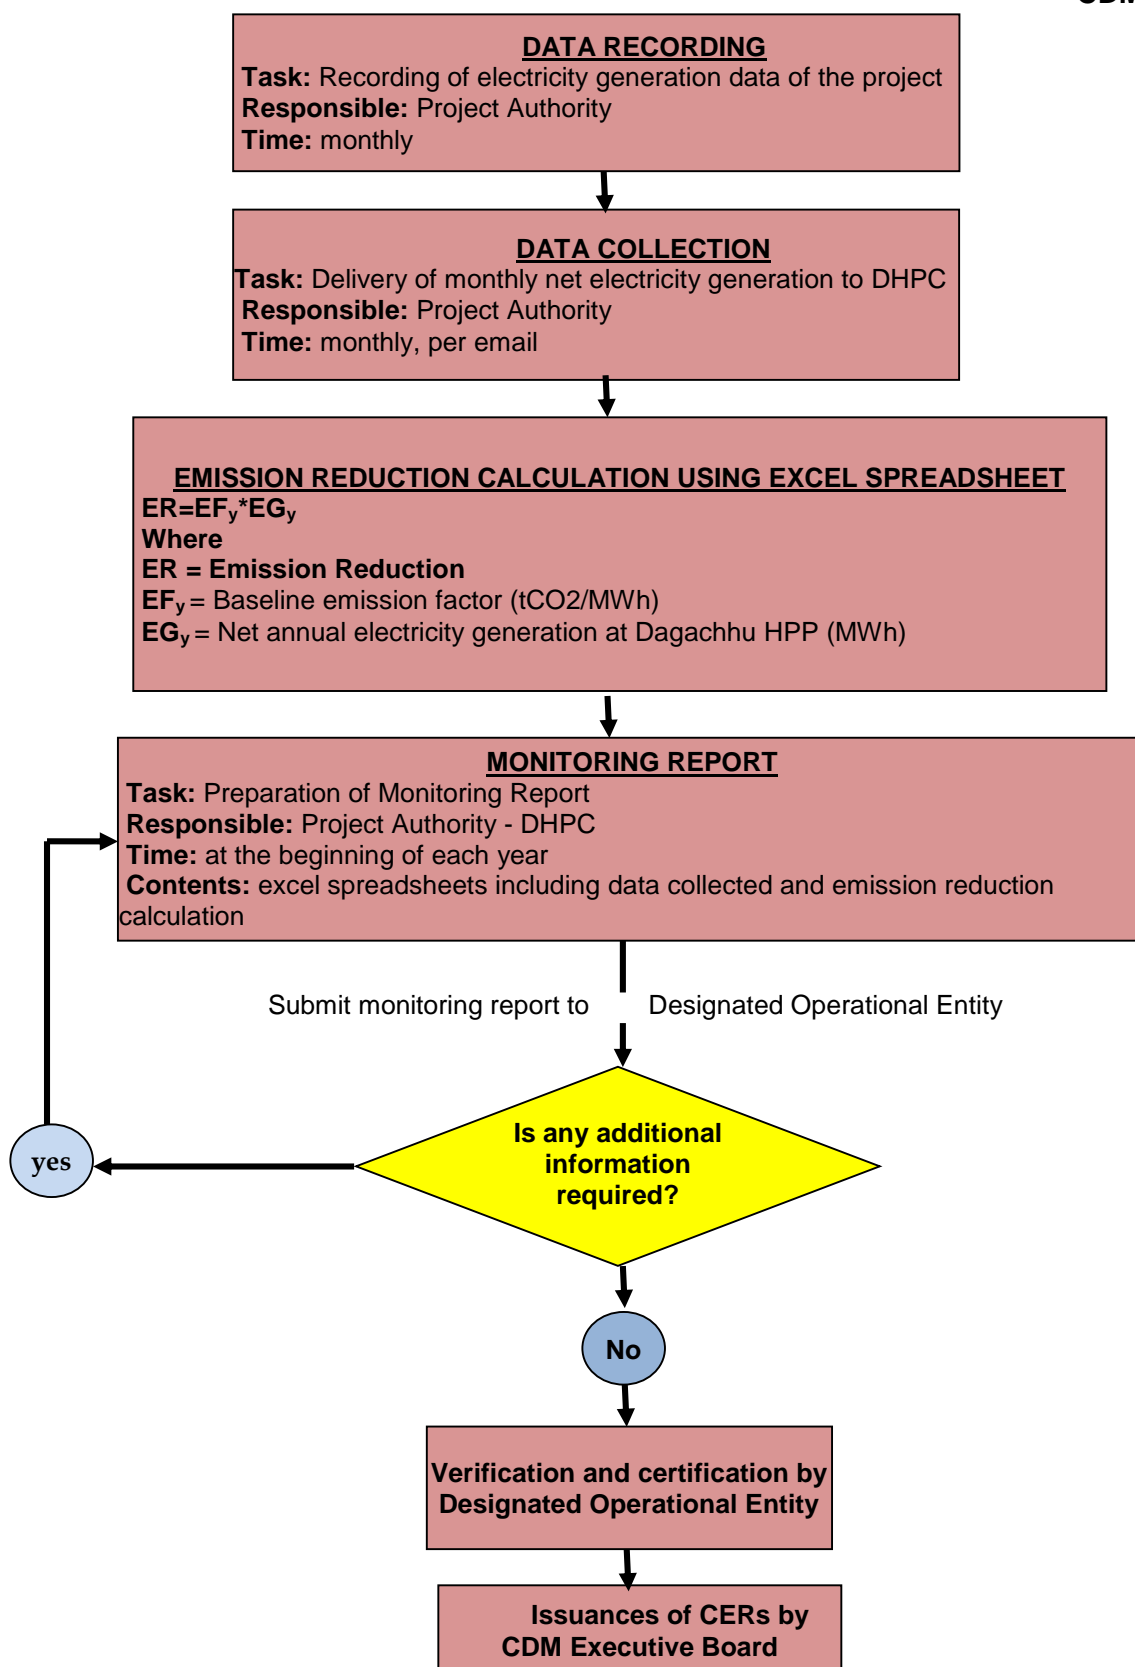 DATA RECORDING
Task: Recording of electricity generation data of the project
Responsible: Project Authority
Time: monthly
DATA COLLECTION
Task: Delivery of monthly net electricity generation to DHPC
Responsible: Project Authority
Time: monthly, per email
EMISSION REDUCTION CALCULATION USING EXCEL SPREADSHEET
ER=EFy*EGy
Where
ER = Emission Reduction
EFy = Baseline emission factor (tCO2/MWh)
EGy = Net annual electricity generation at Dagachhu HPP (MWh)
MONITORING REPORT
Task: Preparation of Monitoring Report
Responsible: Project Authority - DHPC
Time: at the beginning of each year
Contents: excel spreadsheets including data collected and emission reduction
calculation
Submit monitoring report to Designated Operational Entity
Is any additional
information
required?
yes
No
Verification and certification by
Designated Operational Entity
Issuances of CERs by
CDM Executive Board